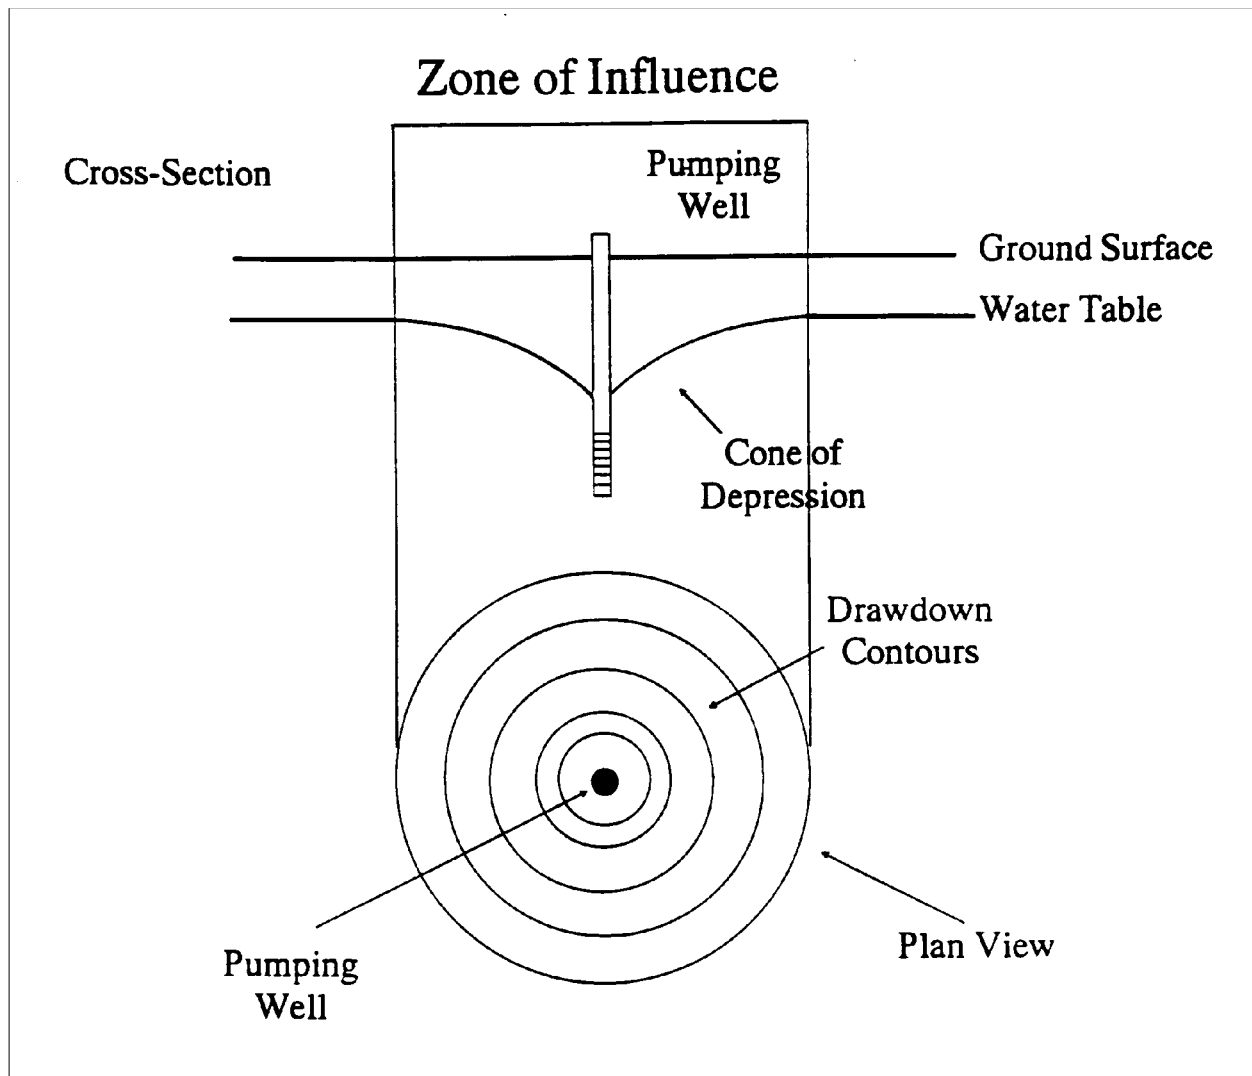 Zone of Influence
Cross-Section
Pumping
Well
Ground Surface
Water Table
Cone of
Depression
Drawdown
Contours
Plan View
Pumping
Well